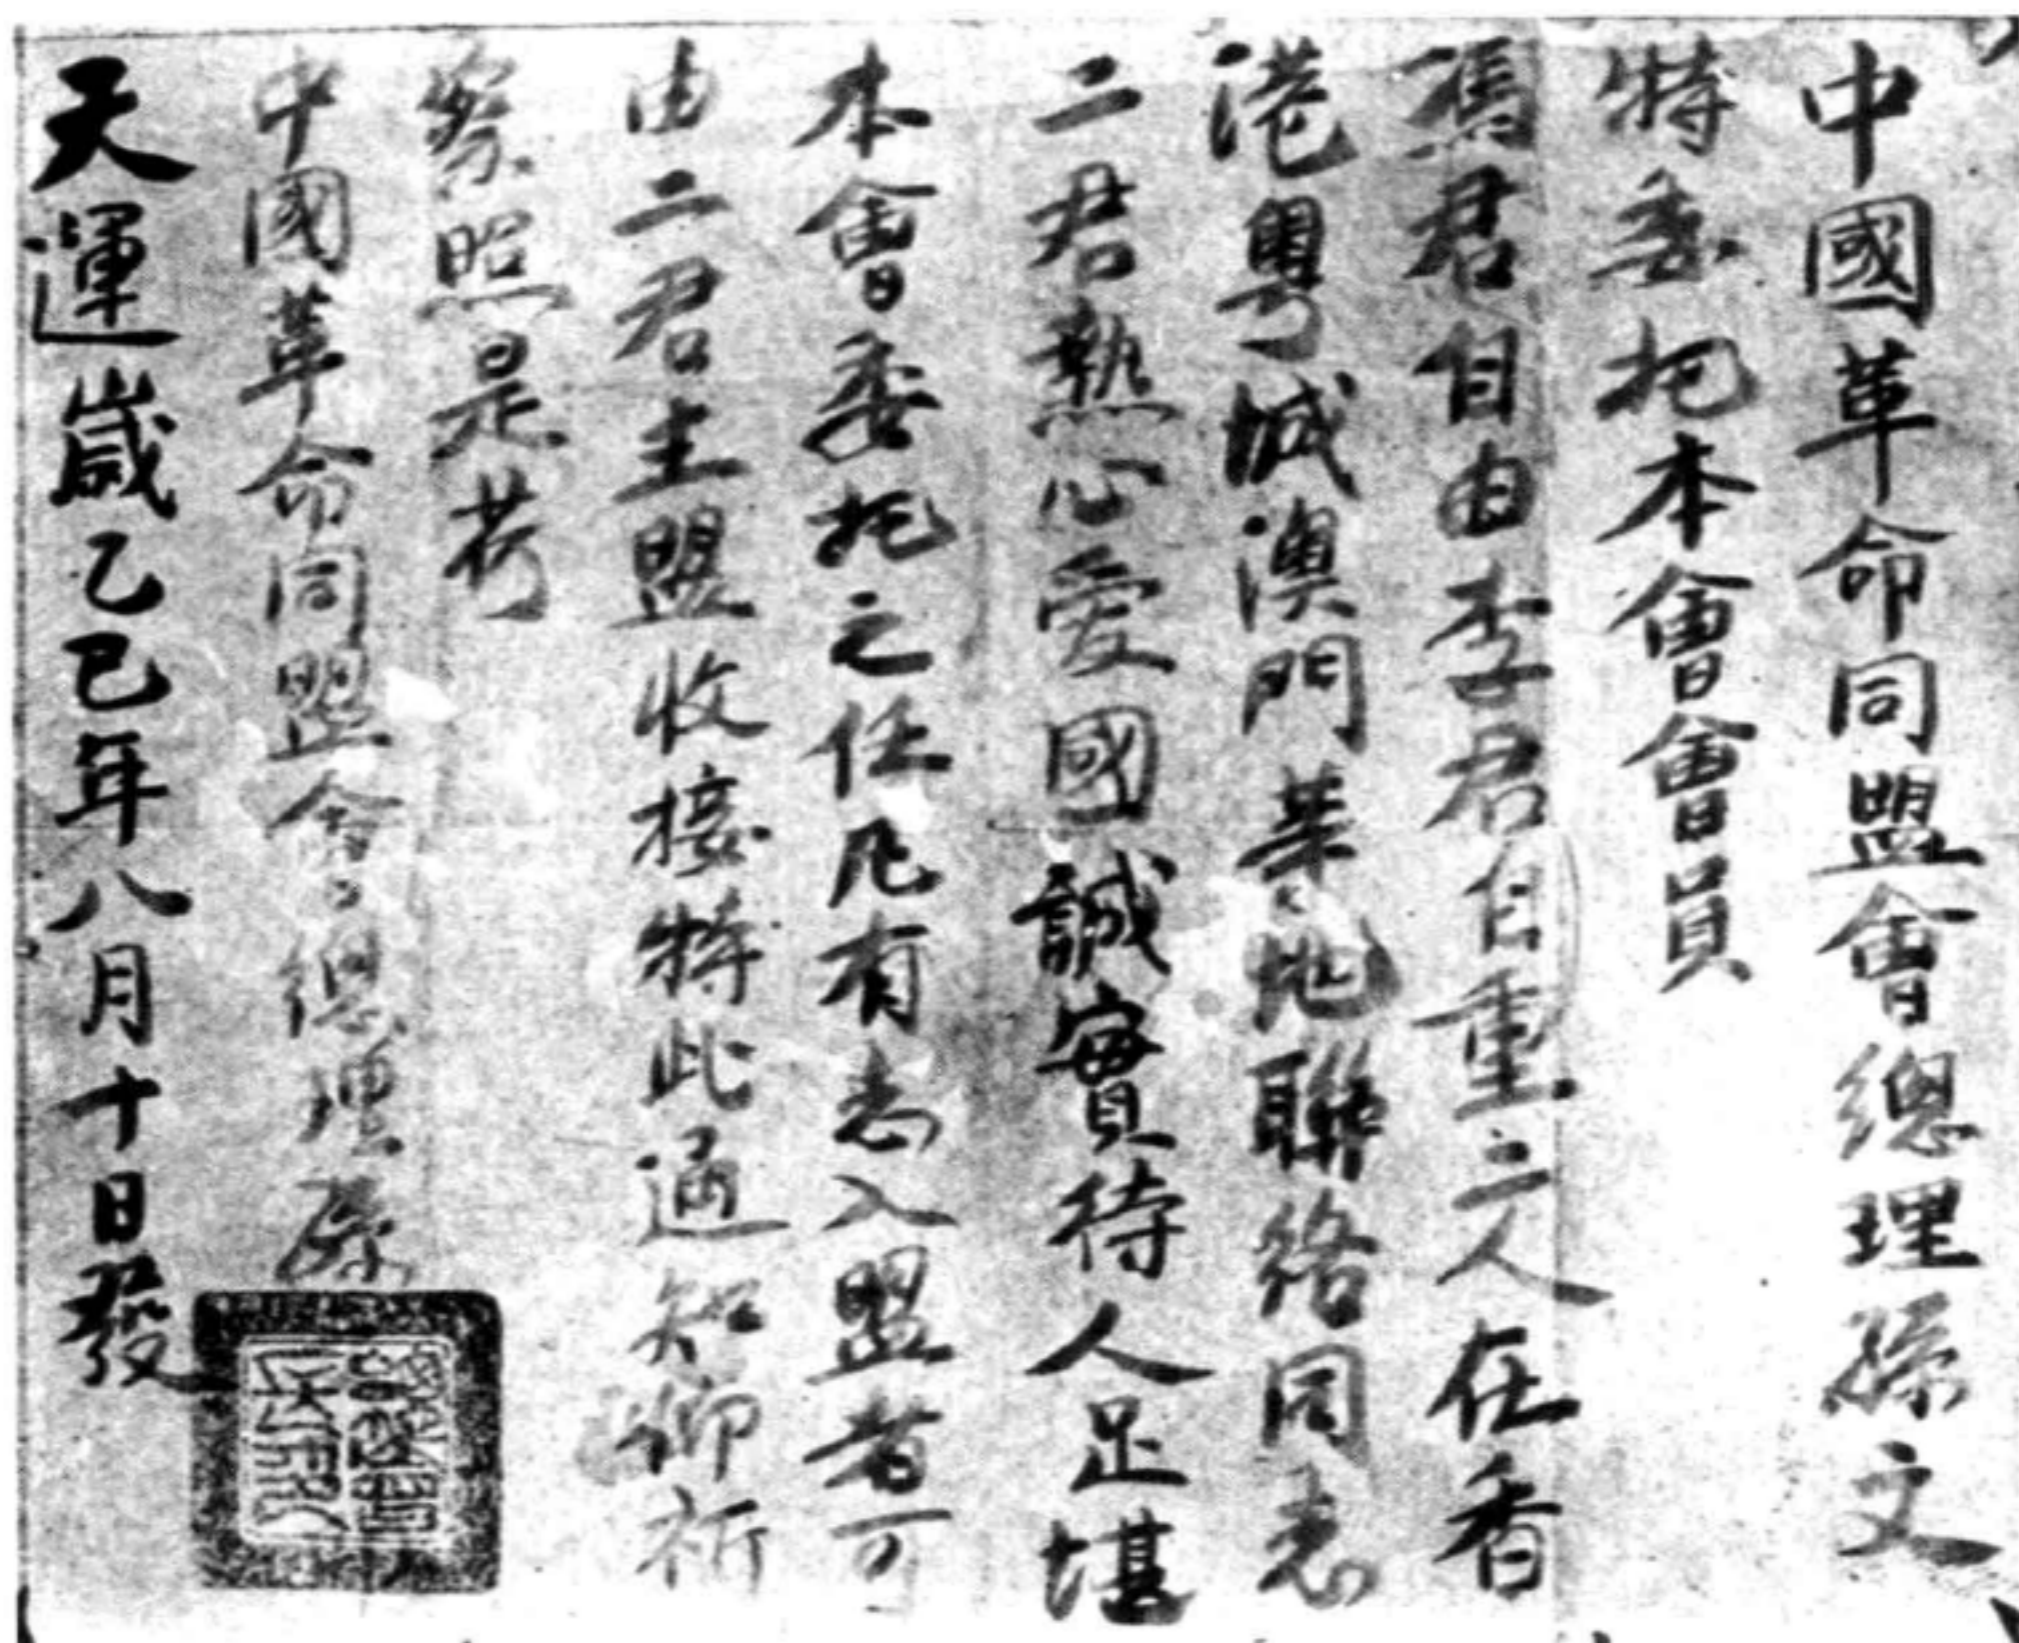 中國革命同盟會總理孫文
特委托本會會員
馮君自由李君自重二人在香
港粵城澳門等地聯絡同志
二君熱心愛國誠實待人足堪
本會委托之任凡有志入盟者可
由二君主盟收接特此通知仰祈
察照是荷
中國革命同盟會總理孫
天運歲乙巳年八月十日發